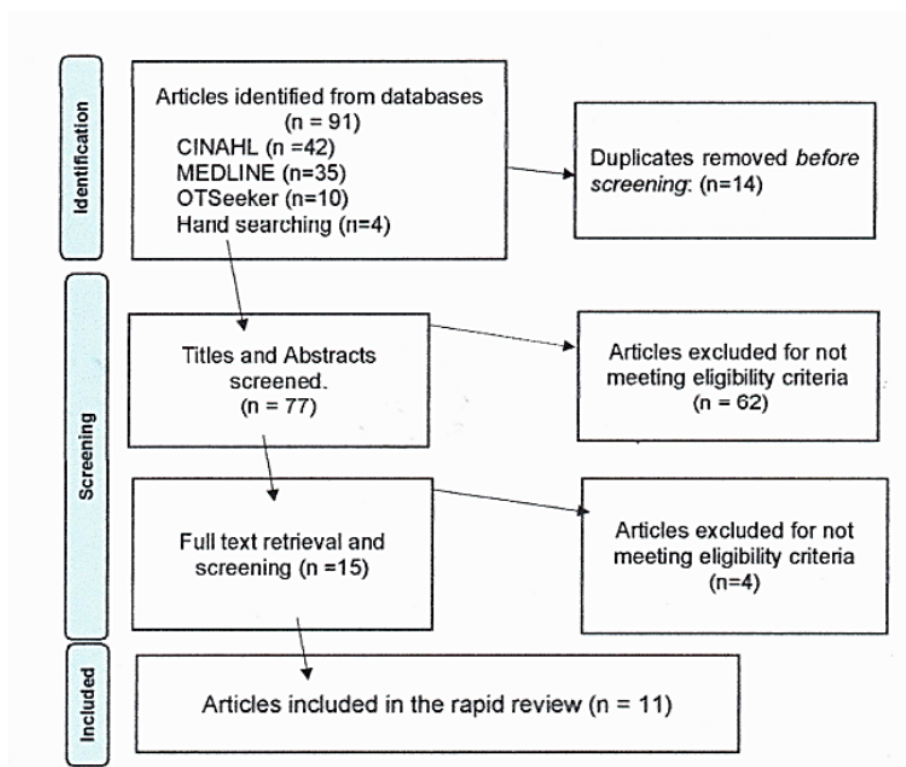 Identification
Articles identified from databases
(n = 91)
CINAHL (n =42)
MEDLINE (n=35)
OTSeeker (n=10)
Hand searching (n=4)
Duplicates removed before
screening: (n=14)
Screening
Titles and Abstracts
screened.
(n = 77)
Articles excluded for not
meeting eligibility criteria
(n = 62)
Full text retrieval and
screening (n =15)
Articles excluded for not
meeting eligibility criteria
(n=4)
Included
Articles included in the rapid review (n = 11)